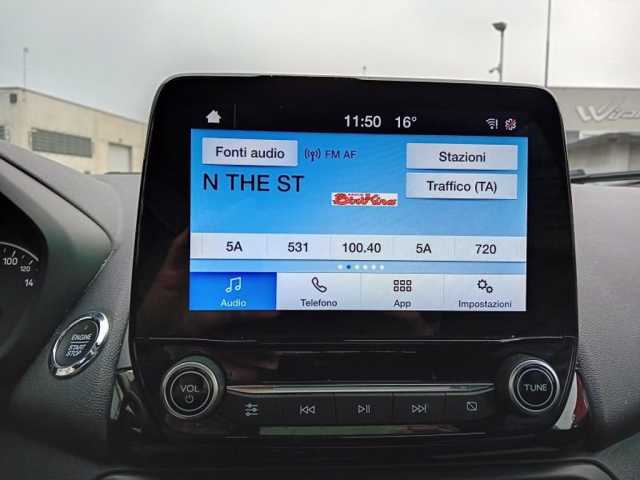 11:50 16°
Fonti audio FM AF Stazioni
N THE ST Traffico (TA)
5A 531 100.40 5A 720
Audio Telefono App Impostazioni
100 120
14
ENGINE
START
STOP
VOL
TUNE